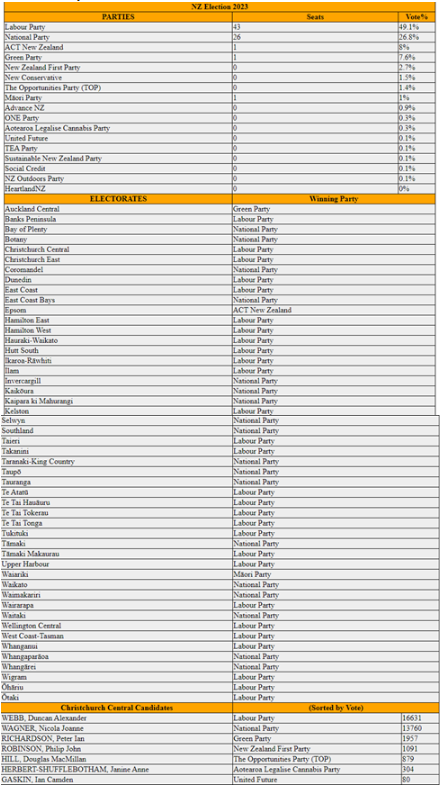 NZ Election 2023
PARTIES Seats Vote%
Labour Party 43 49.1%
National Party 26 26.8%
ACT New Zealand 1 8%
Green Party 1 7.6%
New Zealand First Party 0 2.7%
New Conservative 0 1.5%
The Opportunities Party (TOP) 0 1.4%
Māori Party 1 1%
Advance NZ 0 0.9%
ONE Party 0 0.3%
Aotearoa Legalise Cannabis Party 0 0.3%
United Future 0 0.1%
TEA Party 0 0.1%
Sustainable New Zealand Party 0 0.1%
Social Credit 0 0.1%
NZ Outdoors Party 0 0.1%
HeartlandNZ 0 0%
ELECTORATES Winning Party
Auckland Central Green Party
Banks Peninsula Labour Party
Bay of Plenty National Party
Botany National Party
Christchurch Central Labour Party
Christchurch East Labour Party
Coromandel National Party
Dunedin Labour Party
East Coast Labour Party
East Coast Bays National Party
Epsom ACT New Zealand
Hamilton East Labour Party
Hamilton West Labour Party
Hauraki-Waikato Labour Party
Hutt South Labour Party
Ikaroa-Rāwhiti Labour Party
Ilam Labour Party
Invercargill National Party
Kaikōura National Party
Kaipara ki Mahurangi National Party
Kelston Labour Party
Selwyn National Party
Southland National Party
Taieri Labour Party
Takanini Labour Party
Taranaki-King Country National Party
Taupō National Party
Tauranga National Party
Te Atatū Labour Party
Te Tai Hauāuru Labour Party
Te Tai Tokerau Labour Party
Te Tai Tonga Labour Party
Tukituki Labour Party
Tāmaki National Party
Tāmaki Makaurau Labour Party
Upper Harbour Labour Party
Waiariki Māori Party
Waikato National Party
Waimakariri National Party
Wairarapa Labour Party
Waitaki National Party
Wellington Central Labour Party
West Coast-Tasman Labour Party
Whanganui Labour Party
Whangaparāoa National Party
Whangārei National Party
Wigram Labour Party
Ōhāriu Labour Party
Ōtaki Labour Party
Christchurch Central Candidates (Sorted by Vote)
WEBB, Duncan Alexander Labour Party 16631
WAGNER, Nicola Joanne National Party 13760
RICHARDSON, Peter Ian Green Party 1957
ROBINSON, Philip John New Zealand First Party 1091
HILL, Douglas MacMillan The Opportunities Party (TOP) 879
HERBERT-SHUFFLEBOTHAM, Janine Anne Aotearoa Legalise Cannabis Party 304
GASKIN, Ian Camden United Future 80